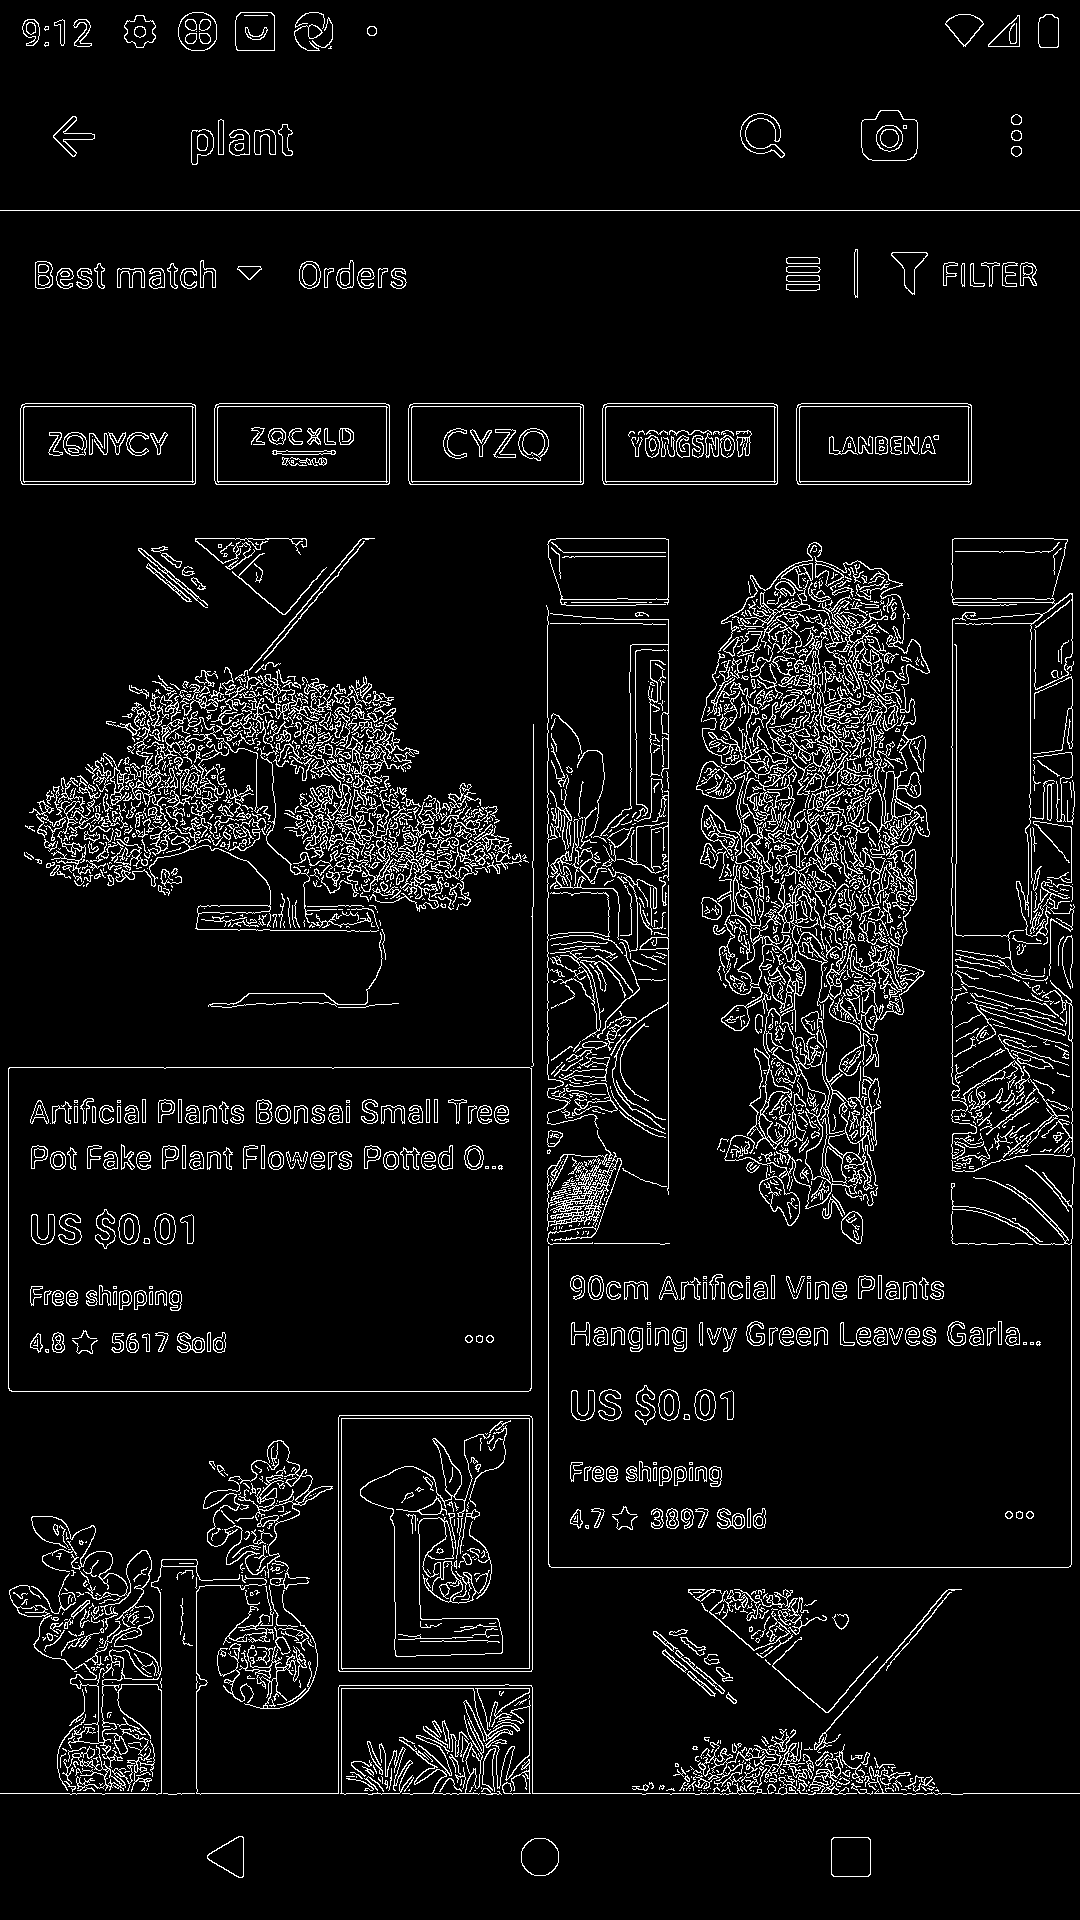 9:12
plant
Best match Orders FILTER
ZQNYCY ZQCXLD CYZQ YONGSNOW LANBENA
ZQCXLD
Artificial Plants Bonsai Small Tree
Pot Fake Plant Flowers Potted O...
US $0.01
Free shipping
4.8 5617 Sold
90cm Artificial Vine Plants
Hanging Ivy Green Leaves Garla...
US $0.01
Free shipping
4.7 3897 Sold